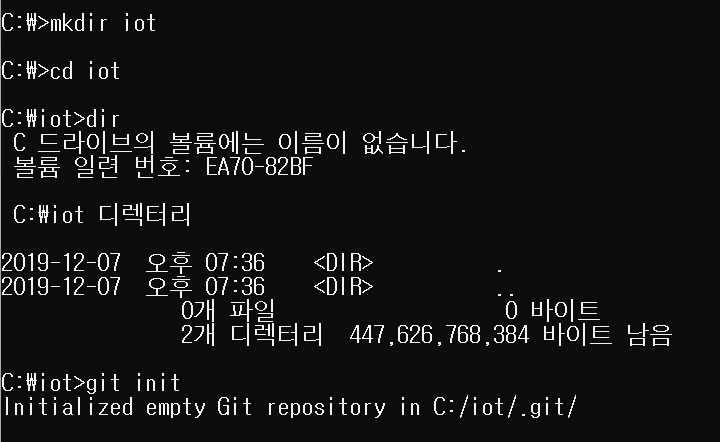 C:₩>mkdir iot
C:₩>cd iot
C:₩iot>dir
C 드라이브의 볼륨에는 이름이 없습니다.
볼륨 일련 번호: EA70-82BF
C:₩iot 디렉터리
2019-12-07 오후 07:36 <DIR> .
2019-12-07 오후 07:36 <DIR> ..
0개 파일 0 바이트
2개 디렉터리 447,626,768,384 바이트 남음
C:₩iot>git init
Initialized empty Git repository in C:/iot/.git/